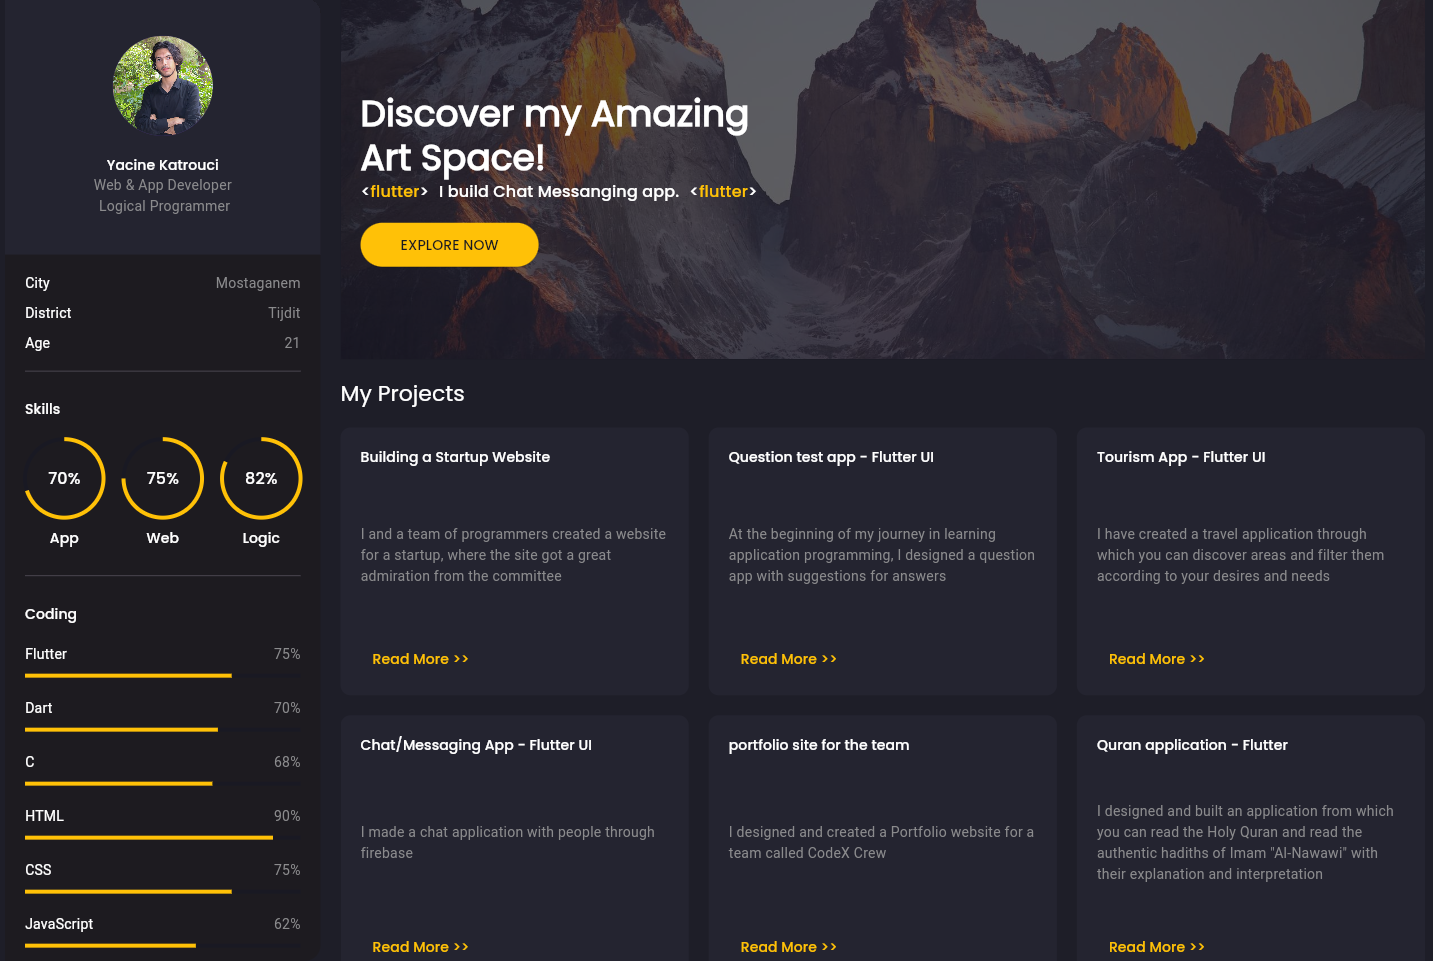 Yacine Katrouci
Web & App Developer
Logical Programmer
City Mostaganem
District Tijdit
Age 21
Skills
70% 75% 82%
App Web Logic
Coding
Flutter 75%
Dart 70%
C 68%
HTML 90%
CSS 75%
JavaScript 62%
Discover my Amazing
Art Space!
<flutter> I build Chat Messanging app. <flutter>
EXPLORE NOW
My Projects
Building a Startup Website
I and a team of programmers created a website
for a startup, where the site got a great
admiration from the committee
Read More >>
Question test app - Flutter UI
At the beginning of my journey in learning
application programming, I designed a question
app with suggestions for answers
Read More >>
Tourism App - Flutter UI
I have created a travel application through
which you can discover areas and filter them
according to your desires and needs
Read More >>
Chat/Messaging App - Flutter UI
I made a chat application with people through
firebase
Read More >>
portfolio site for the team
I designed and created a Portfolio website for a
team called CodeX Crew
Read More >>
Quran application - Flutter
I designed and built an application from which
you can read the Holy Quran and read the
authentic hadiths of Imam "Al-Nawawi" with
their explanation and interpretation
Read More >>